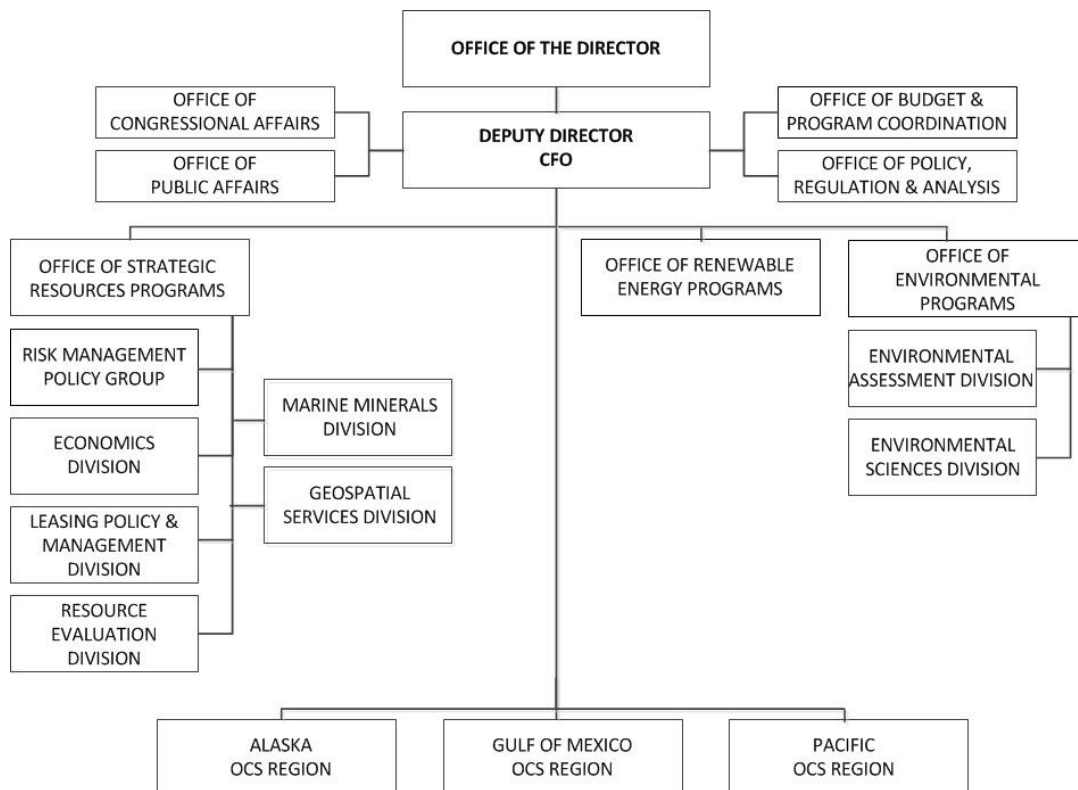 OFFICE OF THE DIRECTOR
OFFICE OF
CONGRESSIONAL AFFAIRS
OFFICE OF
PUBLIC AFFAIRS
DEPUTY DIRECTOR
CFO
OFFICE OF BUDGET &
PROGRAM COORDINATION
OFFICE OF POLICY,
REGULATION & ANALYSIS
OFFICE OF STRATEGIC
RESOURCES PROGRAMS
OFFICE OF RENEWABLE
ENERGY PROGRAMS
OFFICE OF
ENVIRONMENTAL
PROGRAMS
RISK MANAGEMENT
POLICY GROUP
ECONOMICS
DIVISION
LEASING POLICY &
MANAGEMENT
DIVISION
RESOURCE
EVALUATION
DIVISION
MARINE MINERALS
DIVISION
GEOSPATIAL
SERVICES DIVISION
ENVIRONMENTAL
ASSESSMENT DIVISION
ENVIRONMENTAL
SCIENCES DIVISION
ALASKA
OCS REGION
GULF OF MEXICO
OCS REGION
PACIFIC
OCS REGION